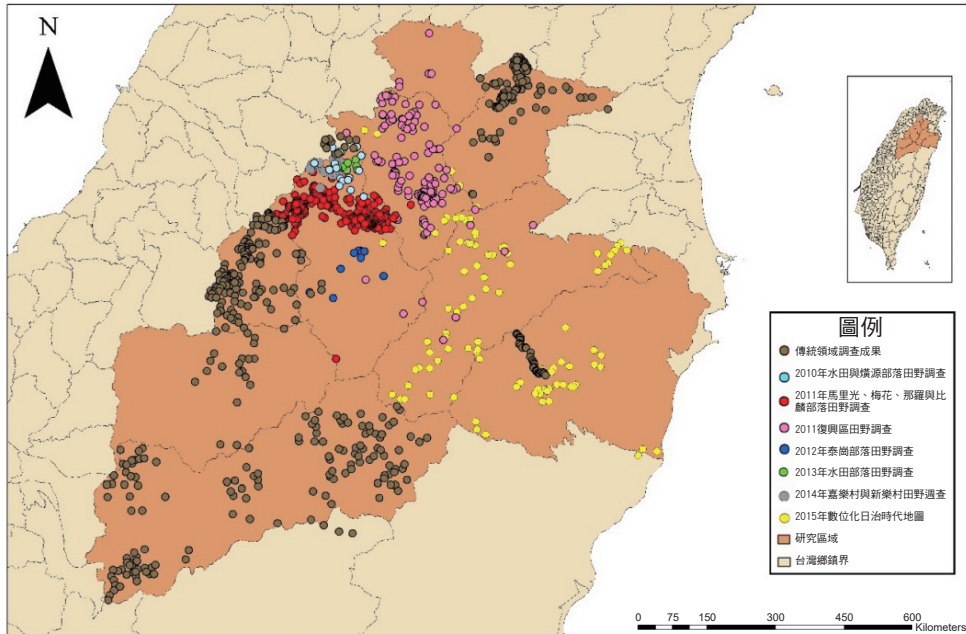 N
圖例
傳統領域調查成果
2010年水田與熿源部落田野調查
2011年馬里光、梅花、那羅與比
麟部落田野調查
2011復興區田野調查
2012年泰崗部落田野調查
2013年水田部落田野調查
2014年嘉樂村與新樂村田野週查
2015年數位化日治時代地圖
研究區域
台灣鄉鎮界
0 75 150 300 450 600
Kilometers